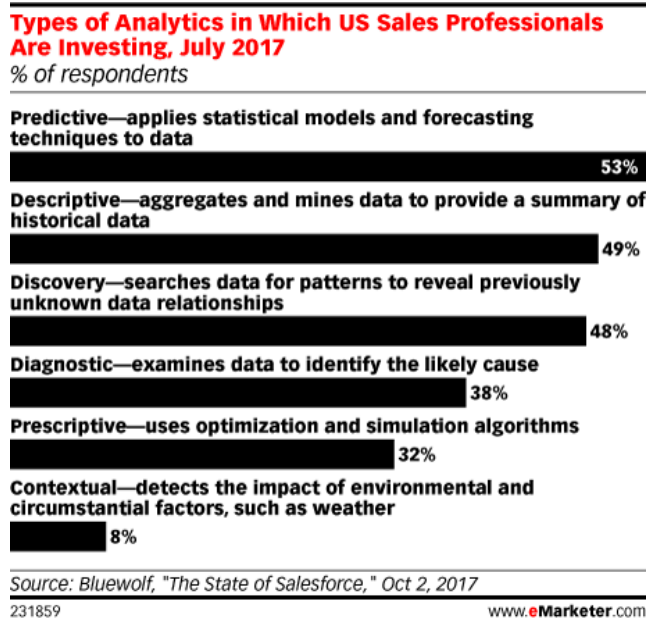 Types of Analytics in Which US Sales Professionals
Are Investing, July 2017
% of respondents
Predictive—applies statistical models and forecasting
techniques to data
53%
Descriptive—aggregates and mines data to provide a summary of
historical data
49%
Discovery—searches data for patterns to reveal previously
unknown data relationships
48%
Diagnostic—examines data to identify the likely cause
38%
Prescriptive—uses optimization and simulation algorithms
32%
Contextual—detects the impact of environmental and
circumstantial factors, such as weather
8%
Source: Bluewolf, "The State of Salesforce," Oct 2, 2017
231859 www.eMarketer.com